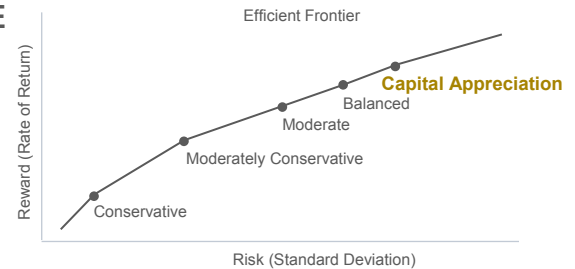 E
Efficient Frontier
Reward (Rate of Return)
Capital Appreciation
Balanced
Moderate
Moderately Conservative
Conservative
Risk (Standard Deviation)